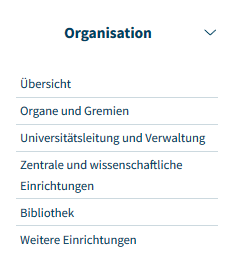 Organisation
Übersicht
Organe und Gremien
Universitätsleitung und Verwaltung
Zentrale und wissenschaftliche
Einrichtungen
Bibliothek
Weitere Einrichtungen